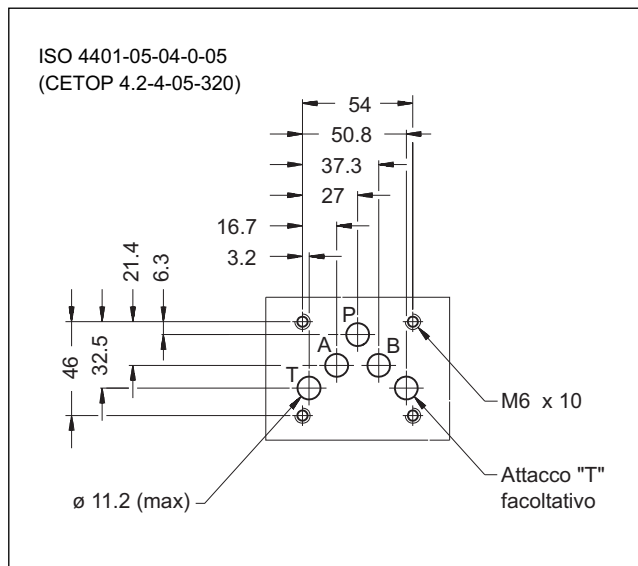 ISO 4401-05-04-0-05
(CETOP 4.2-4-05-320)
54
50.8
37.3
27
16.7
3.2
21.4
6.3
46
32.5
P
A
B
T
M6 x 10
ø 11.2 (max)
Attacco "T"
facoltativo